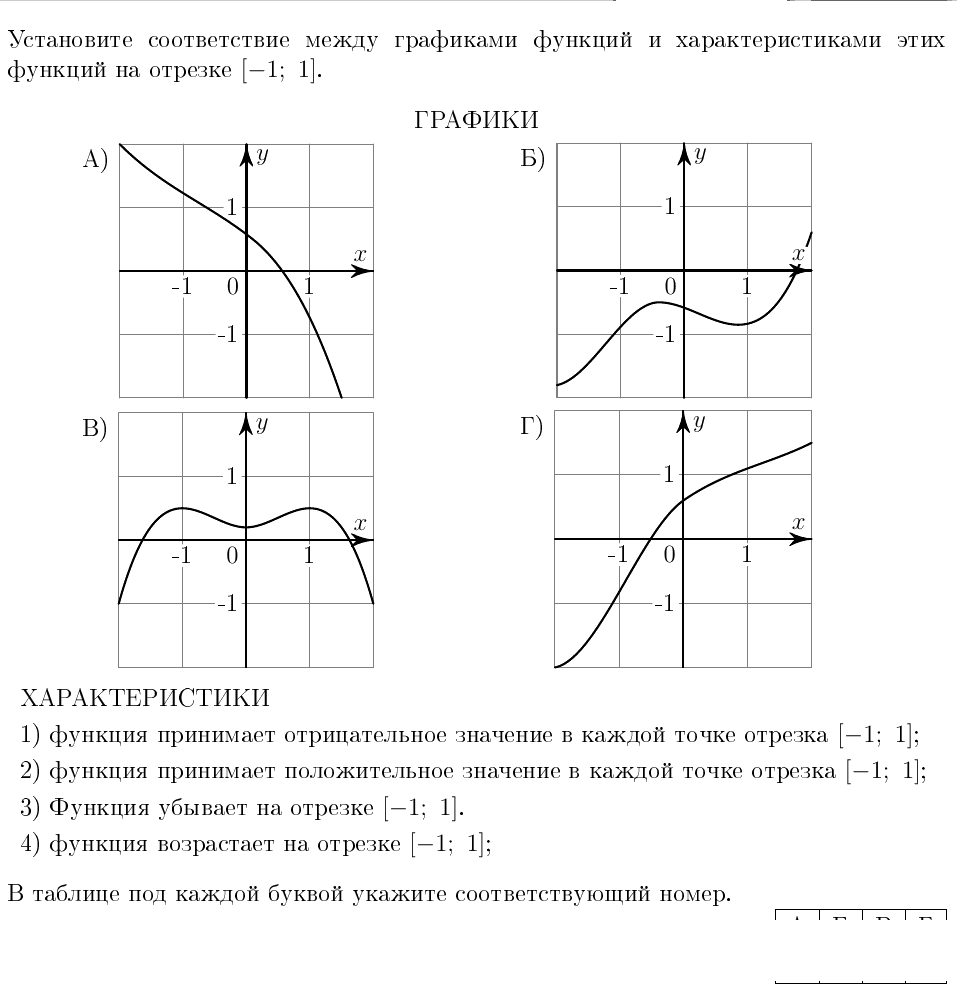 Установите соответствие между графиками функций и характеристиками этих
функций на отрезке [−1; 1].
ГРАФИКИ
А)
y
x
1
-1
0
1
-1
Б)
y
x
1
-1
0
1
-1
В)
y
x
1
-1
0
1
-1
Г)
y
x
1
-1
0
1
-1
ХАРАКТЕРИСТИКИ
1) функция принимает отрицательное значение в каждой точке отрезка [−1; 1];
2) функция принимает положительное значение в каждой точке отрезка [−1; 1];
3) Функция убывает на отрезке [−1; 1].
4) функция возрастает на отрезке [−1; 1];
В таблице под каждой буквой укажите соответствующий номер.